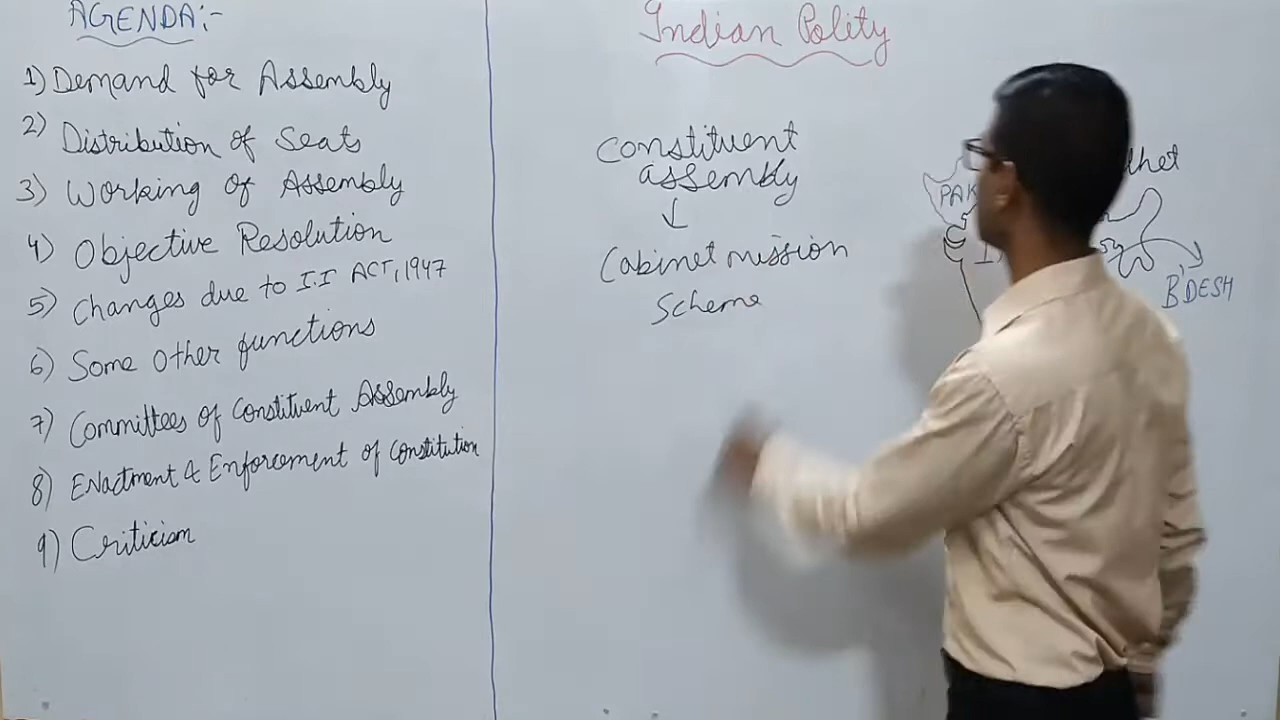 AGENDA:-
1) Demand for Assembly
2) Distribution of Seats
3) Working Of Assembly
4) Objective Resolution
5) Changes due to I.I ACT, 1947
6) Some Other functions
7) Committees of Constituent Assembly
8) Enactment & Enforcement of Constitution
9) Criticism
Indian Polity
Constituent
assembly
Cabinet mission
Scheme
PAK
B'DESH